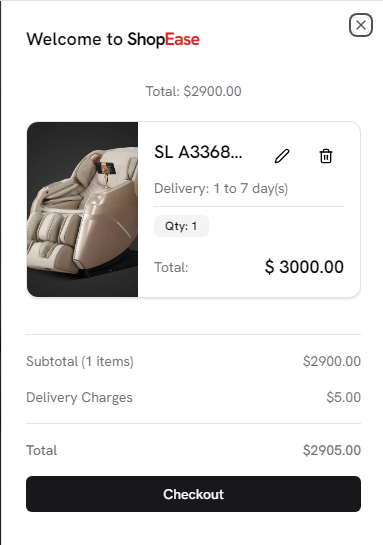 Welcome to ShopEase
Total: $2900.00
SL A3368...
Delivery: 1 to 7 day(s)
Qty: 1
Total: $ 3000.00
Subtotal (1 items) $2900.00
Delivery Charges $5.00
Total $2905.00
Checkout